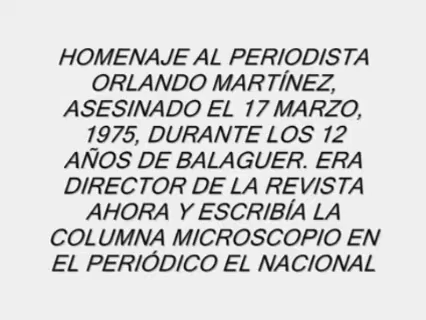 HOMENAJE AL PERIODISTA
ORLANDO MARTÍNEZ,
ASESINADO EL 17 MARZO,
1975, DURANTE LOS 12
AÑOS DE BALAGUER. ERA
DIRECTOR DE LA REVISTA
AHORA Y ESCRIBÍA LA
COLUMNA MICROSCOPIO EN
EL PERIÓDICO EL NACIONAL